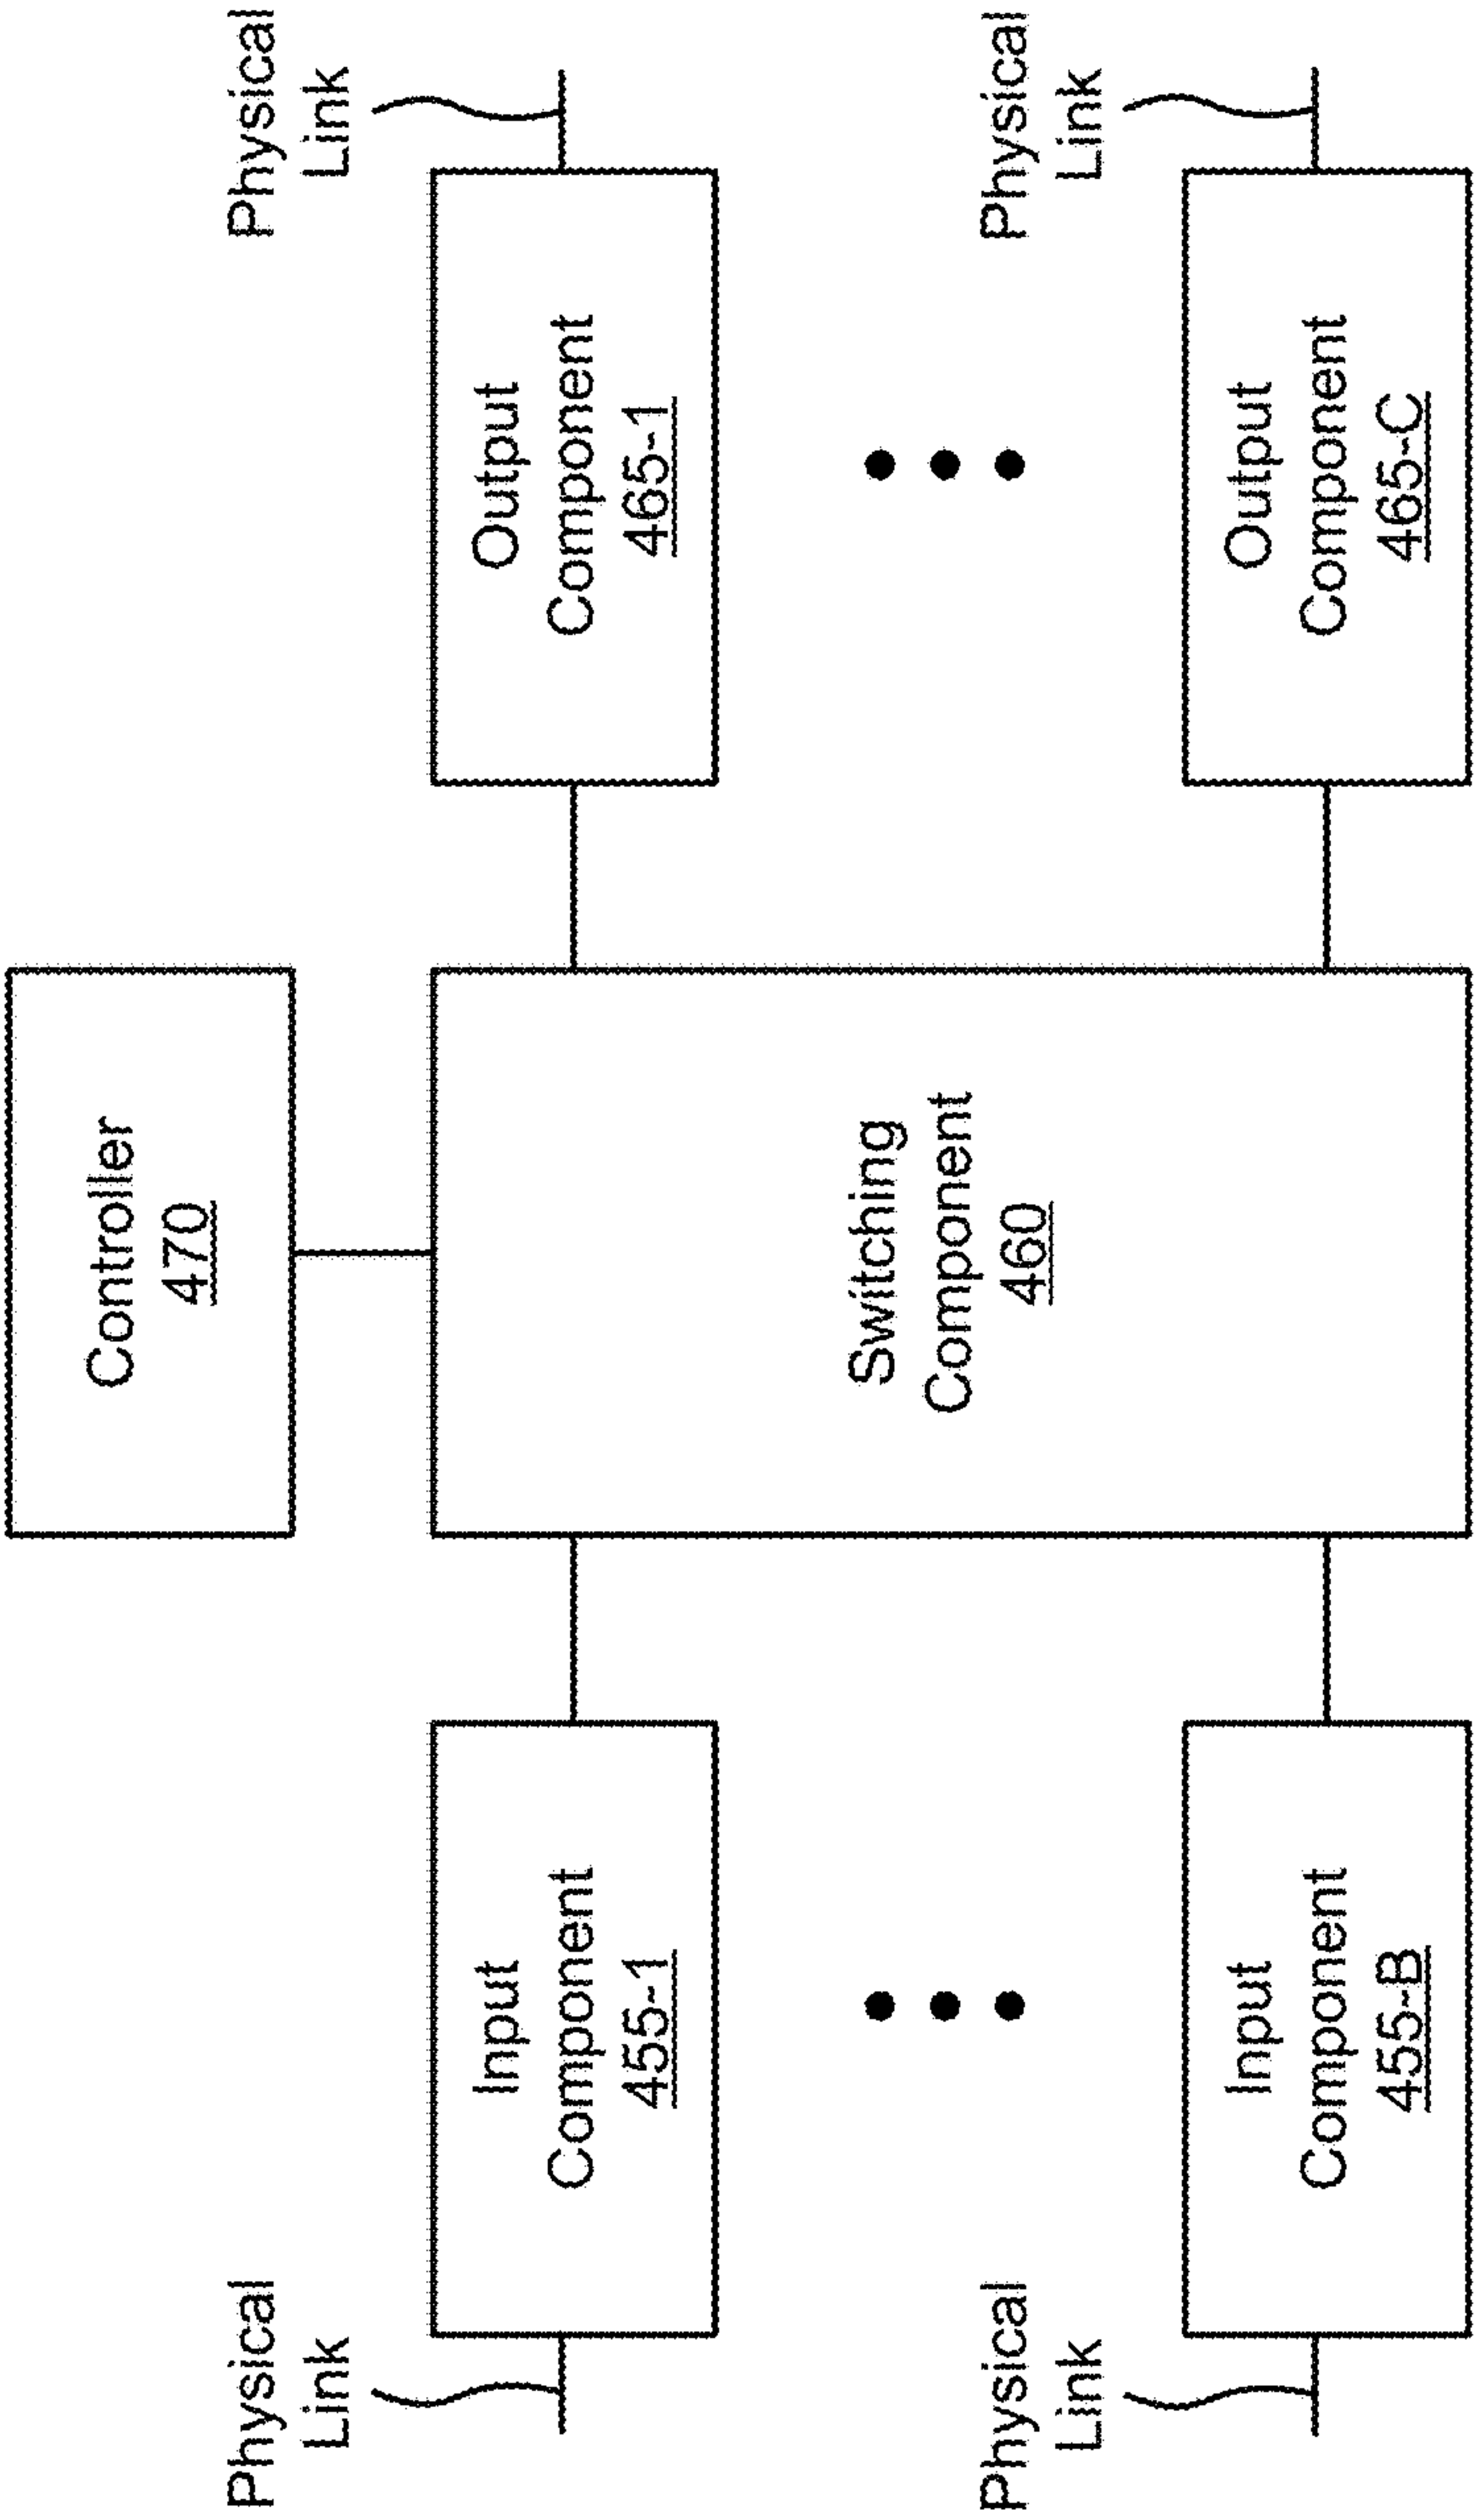 Controller
470
Physical
Link
Input
Component
455-1
Physical
Link
Input
Component
455-B
Switching
Component
460
Physical
Link
Output
Component
465-1
Physical
Link
Output
Component
465-C